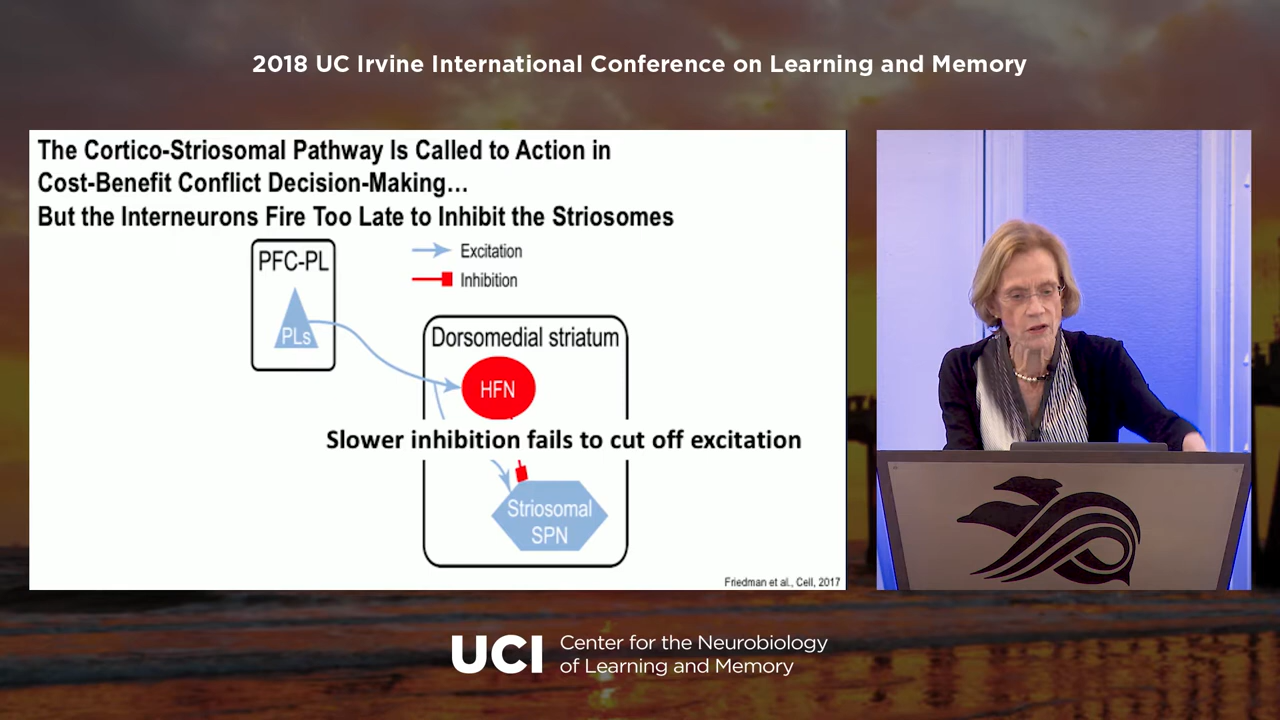 2018 UC Irvine International Conference on Learning and Memory
The Cortico-Striosomal Pathway Is Called to Action in
Cost-Benefit Conflict Decision-Making…
But the Interneurons Fire Too Late to Inhibit the Striosomes
PFC-PL
Excitation
Inhibition
PLs
Dorsomedial striatum
HFN
Slower inhibition fails to cut off excitation
Striosomal
SPN
Friedman et al., Cell, 2017
UCI
Center for the Neurobiology
of Learning and Memory